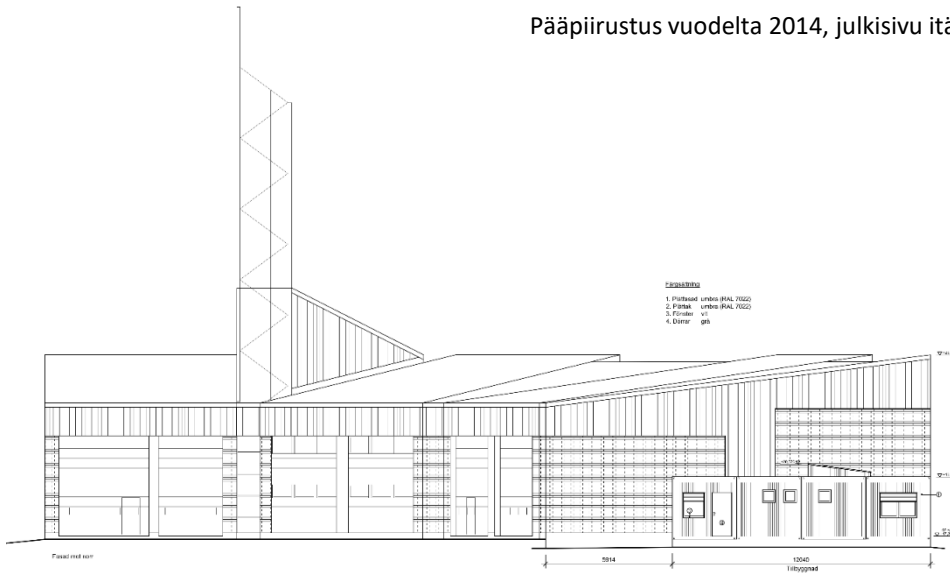 Pääpiirustus vuodelta 2014, julkisivu itä
Färgsättning
1. Plåtfasad umbra (RAL 7022)
2. Plåttak umbra (RAL 7022)
3. Fönster vit
4. Dörrar grå
Fasad mot norr
5914
12040
Tillbyggnad